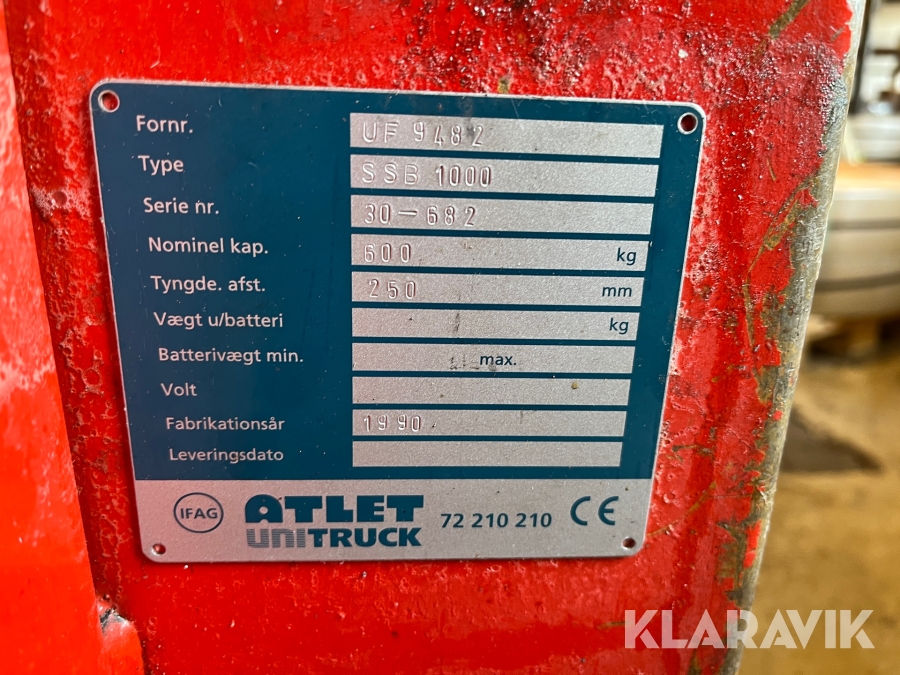 Fornr. UF 9482
Type SSB 1000
Serie nr. 30-682
Nominel kap. 600 kg
Tyngde. afst. 250 mm
Vægt u/batteri kg
Batterivægt min. max.
Volt
Fabrikationsår 1990
Leveringsdato
IFAG ATLET 72 210 210 CE
UNITRUCK
KLARAVIK